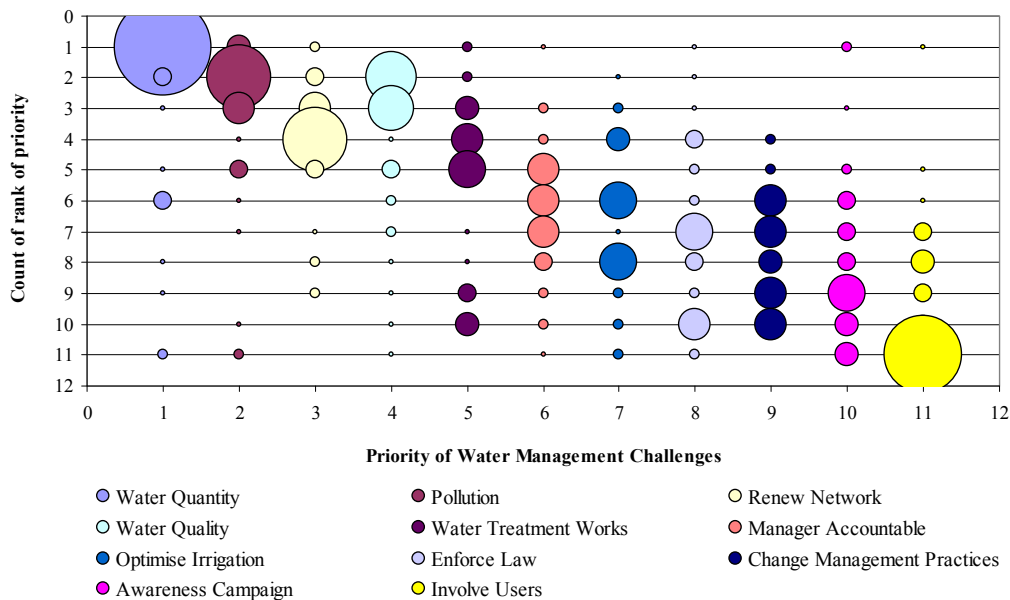 0
1
2
3
4
5
6
7
8
9
10
11
12
Count of rank of priority
0 1 2 3 4 5 6 7 8 9 10 11 12
Priority of Water Management Challenges
Water Quantity Pollution Renew Network
Water Quality Water Treatment Works Manager Accountable
Optimise Irrigation Enforce Law Change Management Practices
Awareness Campaign Involve Users